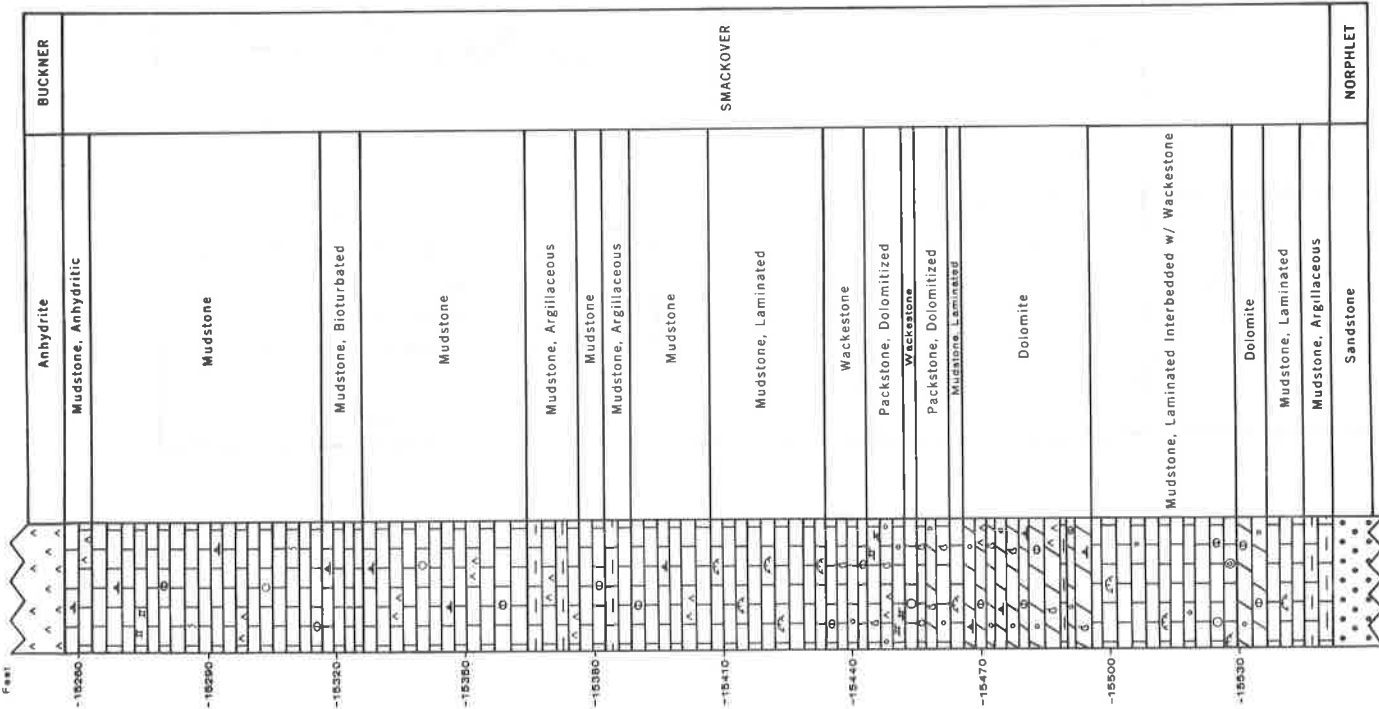 BUCKNER
SMACKOVER
NORPHLET
Anhydrite
Mudstone, Anhydritic
Mudstone
Mudstone, Bioturbated
Mudstone
Mudstone, Argillaceous
Mudstone
Mudstone, Argillaceous
Mudstone
Mudstone, Laminated
Wackestone
Packstone, Dolomitized
Wackestone
Packstone, Dolomitized
Mudstone, Laminated
Dolomite
Mudstone, Laminated Interbedded w/ Wackestone
Dolomite
Mudstone, Laminated
Mudstone, Argillaceous
Sandstone
Feet
-15260
-15290
-15320
-15350
-15380
-15410
-15440
-15470
-15500
-15530